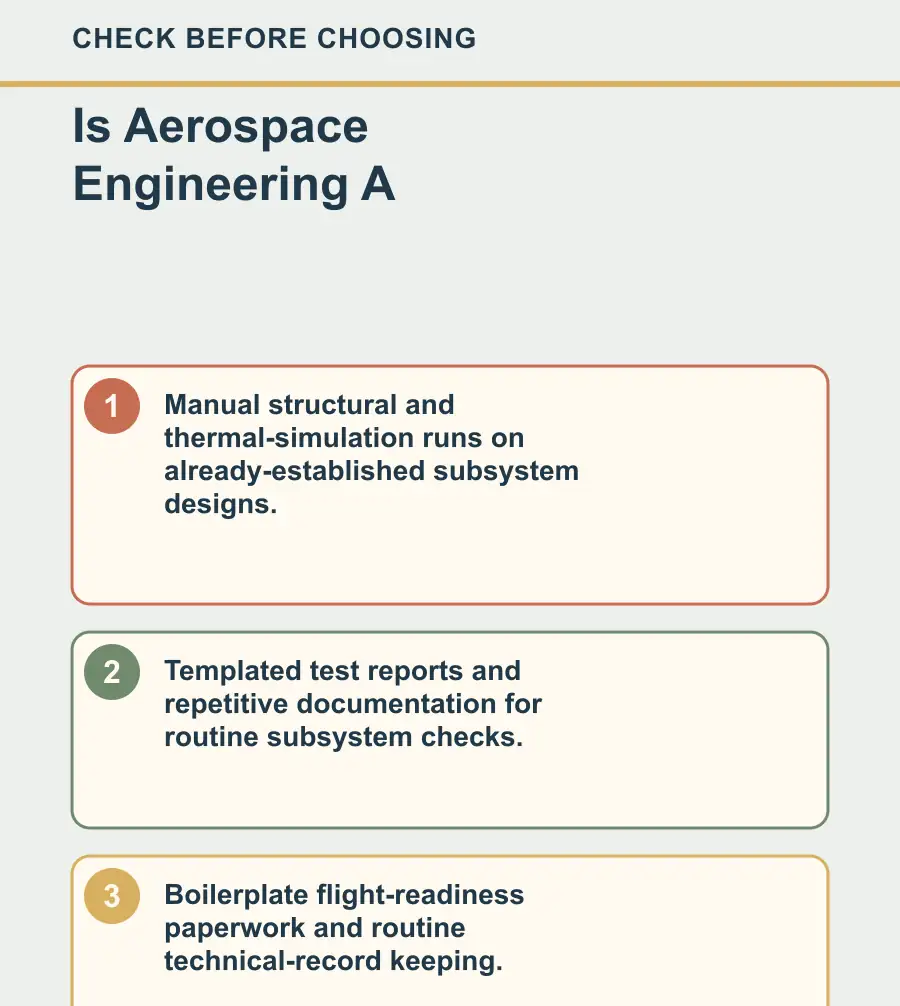 CHECK BEFORE CHOOSING
Is Aerospace
Engineering A
1
Manual structural and
thermal-simulation runs on
already-established subsystem
designs.
2
Templated test reports and
repetitive documentation for
routine subsystem checks.
3
Boilerplate flight-readiness
paperwork and routine
technical-record keeping.